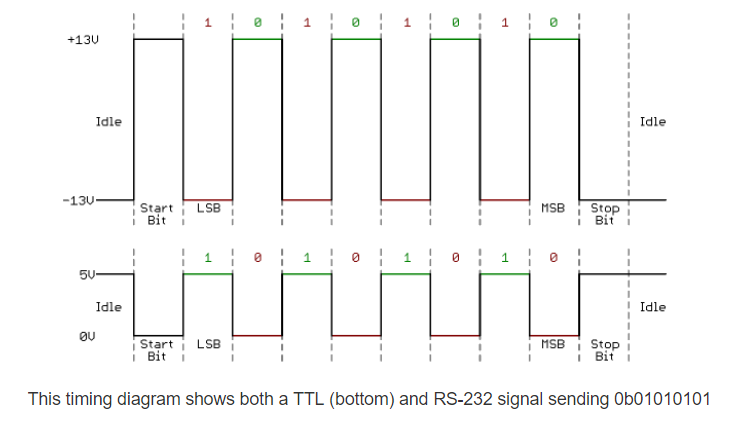 1 0 1 0 1 0 1 0
+13V
Idle Idle
-13V
Start LSB MSB Stop
Bit Bit
1 0 1 0 1 0 1 0
5V
Idle Idle
0V
Start LSB MSB Stop
Bit Bit
This timing diagram shows both a TTL (bottom) and RS-232 signal sending 0b01010101